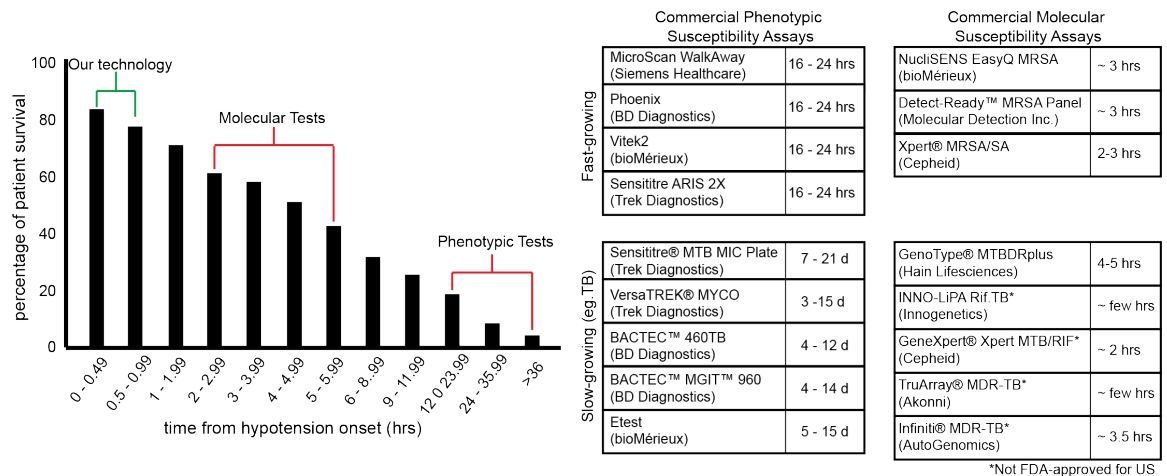 100
80
60
40
20
0
percentage of patient survival
Our technology
Molecular Tests
Phenotypic Tests
0 - 0.49
0.5 - 0.99
1 - 1.99
2 - 2.99
3 - 3.99
4 - 4.99
5 - 5.99
6 - 8..99
9 - 11.99
12 0 23.99
24 - 35.99
>36
time from hypotension onset (hrs)
Commercial Phenotypic
Susceptibility Assays
Fast-growing
MicroScan WalkAway
(Siemens Healthcare)
16 - 24 hrs
Phoenix
(BD Diagnostics)
16 - 24 hrs
Vitek2
(bioMérieux)
16 - 24 hrs
Sensititre ARIS 2X
(Trek Diagnostics)
16 - 24 hrs
Slow-growing (eg.TB)
Sensititre® MTB MIC Plate
(Trek Diagnostics)
7 - 21 d
VersaTREK® MYCO
(Trek Diagnostics)
3 -15 d
BACTEC™ 460TB
(BD Diagnostics)
4 - 12 d
BACTEC™ MGIT™ 960
(BD Diagnostics)
4 - 14 d
Etest
(bioMérieux)
5 - 15 d
Commercial Molecular
Susceptibility Assays
NucliSENS EasyQ MRSA
(bioMérieux)
~ 3 hrs
Detect-Ready™ MRSA Panel
(Molecular Detection Inc.)
~ 3 hrs
Xpert® MRSA/SA
(Cepheid)
2-3 hrs
GenoType® MTBDRplus
(Hain Lifesciences)
4-5 hrs
INNO-LiPA Rif.TB*
(Innogenetics)
~ few hrs
GeneXpert® Xpert MTB/RIF*
(Cepheid)
~ 2 hrs
TruArray® MDR-TB*
(Akonni)
~ few hrs
Infiniti® MDR-TB*
(AutoGenomics)
~ 3.5 hrs
*Not FDA-approved for US